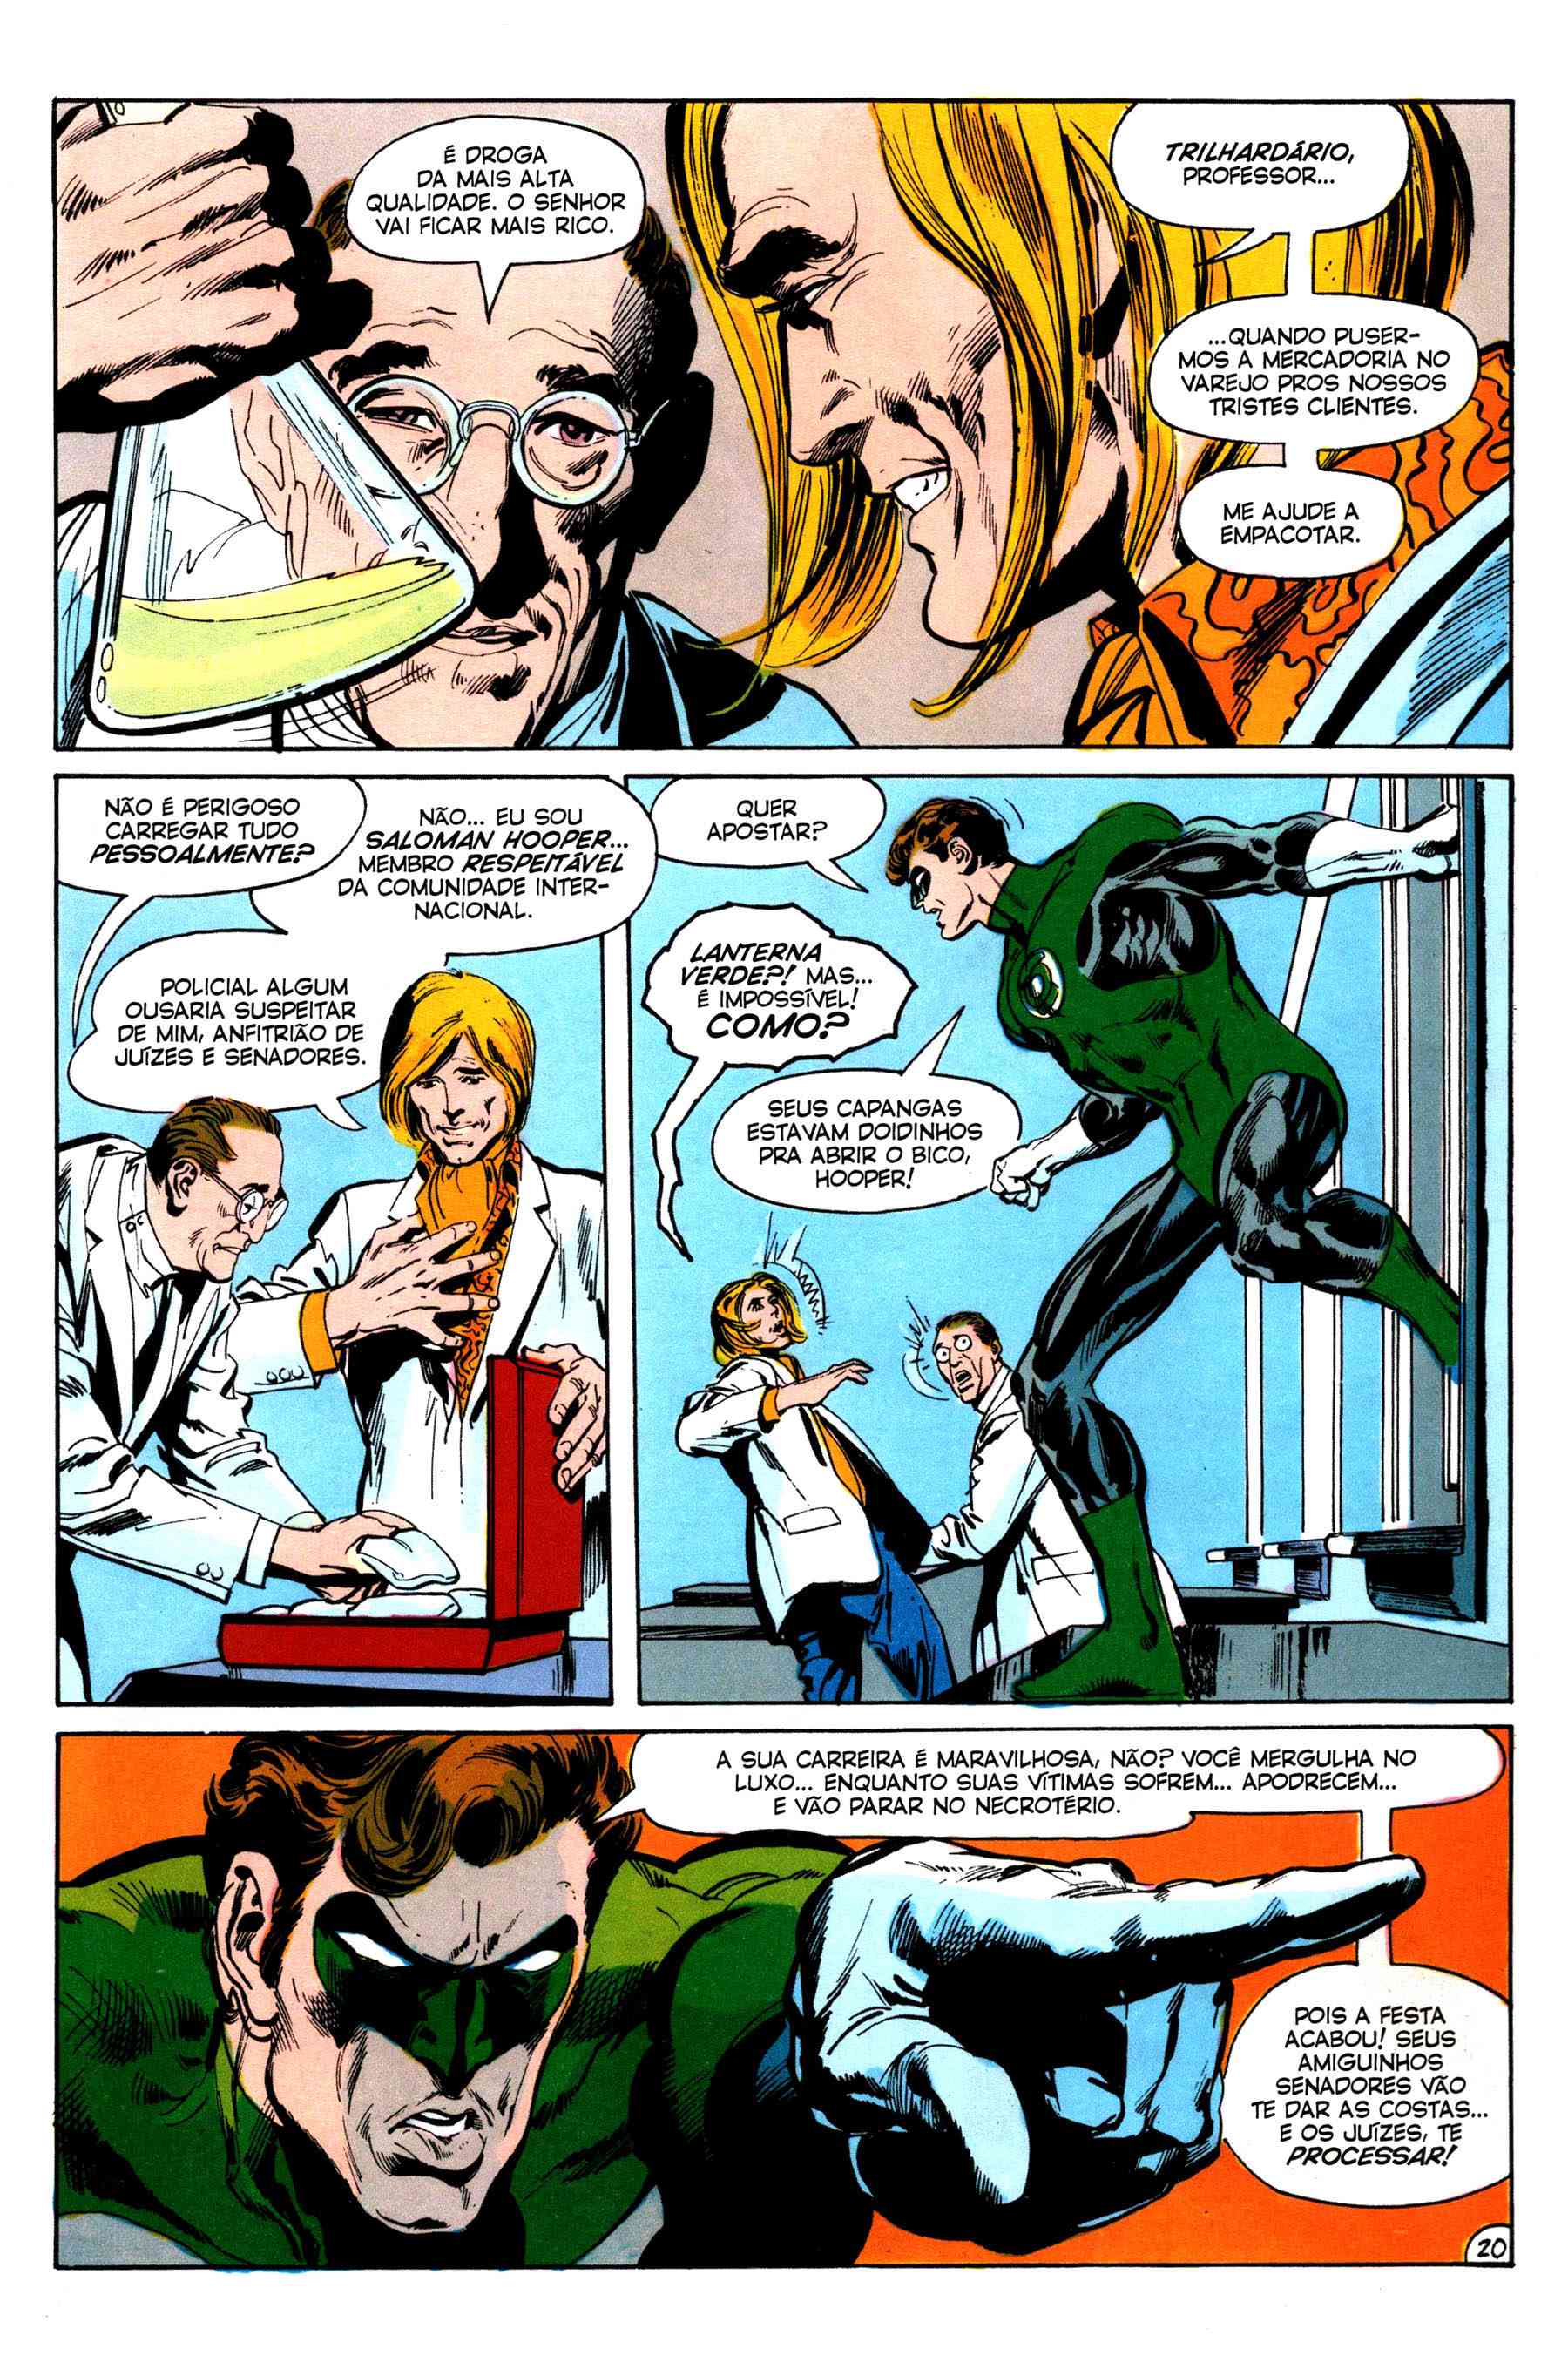 É DROGA
DA MAIS ALTA
QUALIDADE. O SENHOR
VAI FICAR MAIS RICO.
TRILHARDÁRIO,
PROFESSOR...
...QUANDO PUSER-
MOS A MERCADORIA NO
VAREJO PROS NOSSOS
TRISTES CLIENTES.
ME AJUDE A
EMPACOTAR.
NÃO É PERIGOSO
CARREGAR TUDO
PESSOALMENTE?
NÃO... EU SOU
SALOMAN HOOPER...
MEMBRO RESPEITÁVEL
DA COMUNIDADE INTER-
NACIONAL.
POLICIAL ALGUM
OUSARIA SUSPEITAR
DE MIM, ANFITRIÃO DE
JUÍZES E SENADORES.
QUER
APOSTAR?
LANTERNA
VERDE?! MAS...
É IMPOSSÍVEL!
COMO?
SEUS CAPANGAS
ESTAVAM DOIDINHOS
PRA ABRIR O BICO,
HOOPER!
A SUA CARREIRA É MARAVILHOSA, NÃO? VOCÊ MERGULHA NO
LUXO... ENQUANTO SUAS VÍTIMAS SOFREM... APODRECEM...
E VÃO PARAR NO NECROTÉRIO.
POIS A FESTA
ACABOU! SEUS
AMIGUINHOS
SENADORES VÃO
TE DAR AS COSTAS...
E OS JUÍZES, TE
PROCESSAR!
20